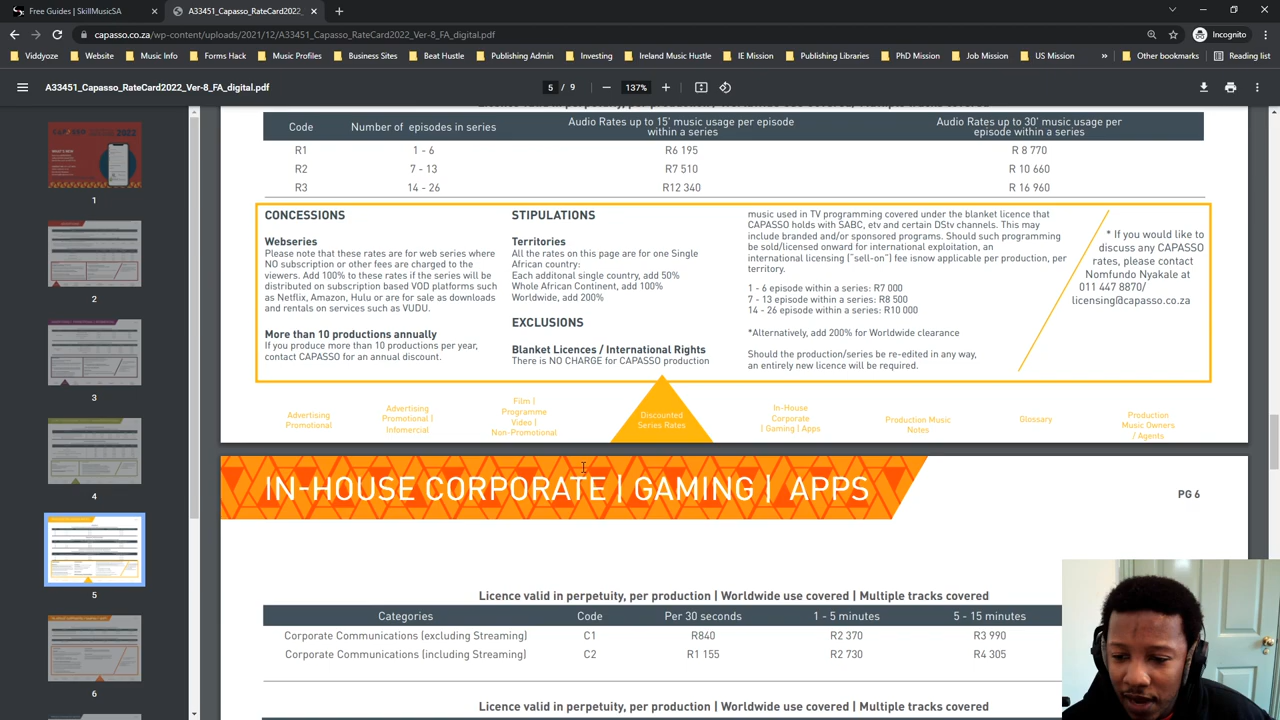 Free Guides | SkillMusicSA
A33451_Capasso_RateCard2022_
Incognito
capasso.co.za/wp-content/uploads/2021/12/A33451_Capasso_RateCard2022_Ver-8_FA_digital.pdf
Viddyoze Website Music Info Forms Hack Music Profiles Business Sites Beat Hustle Publishing Admin Investing Ireland Music Hustle IE Mission Publishing Libraries PhD Mission Job Mission US Mission » Other bookmarks Reading list
A33451_Capasso_RateCard2022_Ver-8_FA_digital.pdf
5 / 9
137%
1
2
3
4
5
6
Code Number of episodes in series Audio Rates up to 15' music usage per episode within a series Audio Rates up to 30' music usage per episode within a series
R1 1 - 6 R6 195 R 8 770
R2 7 - 13 R7 510 R 10 660
R3 14 - 26 R12 340 R 16 960
CONCESSIONS
Webseries
Please note that these rates are for web series where
NO subscription or other fees are charged to the
viewers. Add 100% to these rates if the series will be
distributed on subscription based VOD platforms such
as Netflix, Amazon, Hulu or are for sale as downloads
and rentals on services such as VUDU.
More than 10 productions annually
If you produce more than 10 productions per year,
contact CAPASSO for an annual discount.
STIPULATIONS
Territories
All the rates on this page are for one Single
African country:
Each additonal single country, add 50%
Whole African Continent, add 100%
Worldwide, add 200%
EXCLUSIONS
Blanket Licences / International Rights
There is NO CHARGE for CAPASSO production
music used in TV programming covered under the blanket licence that
CAPASSO holds with SABC, etv and certain DStv channels. This may
include branded and/or sponsored programs. Should such programming
be sold/licensed onward for international exploitation, an
international licensing ("sell-on") fee isnow applicable per production, per
territory.
1 - 6 episode within a series: R7 000
7 - 13 episode within a series: R8 500
14 - 26 episode within a series: R10 000
*Alternatively, add 200% for Worldwide clearance
Should the production/series be re-edited in any way,
an entirely new licence will be required.
* If you would like to
discuss any CAPASSO
rates, please contact
Nomfundo Nyakale at
011 447 8870/
licensing@capasso.co.za
Advertising
Promotional
Advertising
Promotional |
Infomercial
Film |
Programme
Video |
Non-Promotional
Discounted
Series Rates
In-House
Corporate
| Gaming | Apps
Production Music
Notes
Glossary
Production
Music Owners
/ Agents
IN-HOUSE CORPORATE | GAMING | APPS
PG 6
Licence valid in perpetuity, per production | Worldwide use covered | Multiple tracks covered
Categories Code Per 30 seconds 1 - 5 minutes 5 - 15 minutes
Corporate Communications (excluding Streaming) C1 R840 R2 370 R3 990
Corporate Communications (including Streaming) C2 R1 155 R2 730 R4 305
Licence valid in perpetuity, per production | Worldwide use covered | Multiple tracks covered